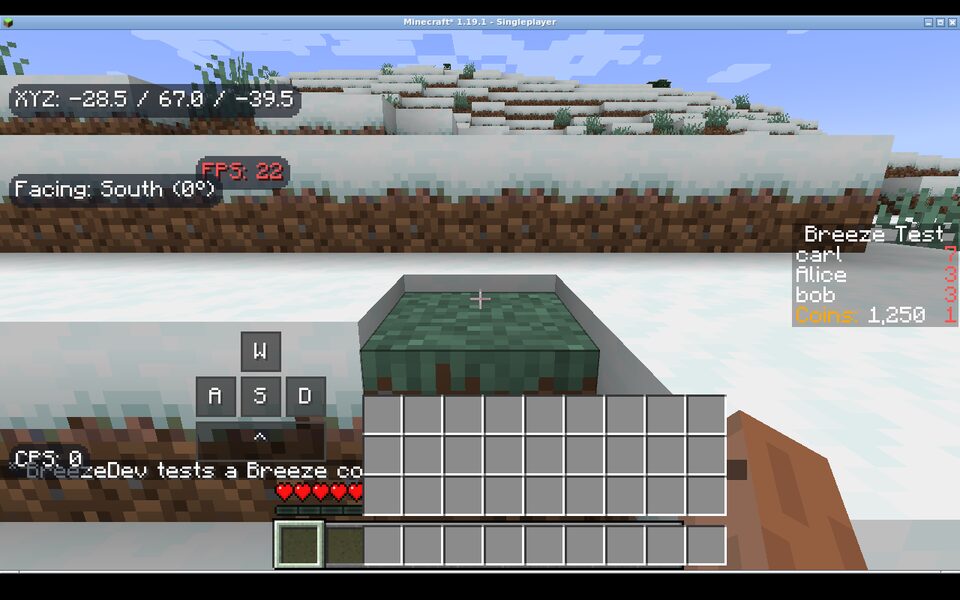 Minecraft* 1.19.1 - Singleplayer
XYZ: -28.5 / 67.0 / -39.5
FPS: 22
Facing: South (0°)
Breeze Test
carl 7
Alice 3
bob 3
Coins: 1,250 1
W
A S D
^
CPS: 0
BreezeDev tests a Breeze co